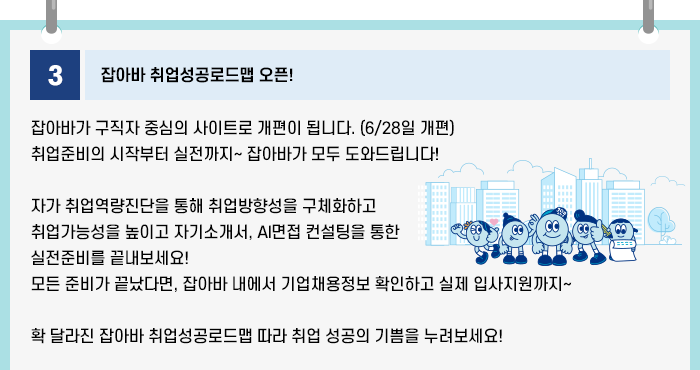 3
잡아바 취업성공로드맵 오픈!
잡아바가 구직자 중심의 사이트로 개편이 됩니다. (6/28일 개편)
취업준비의 시작부터 실전까지~ 잡아바가 모두 도와드립니다!
자가 취업역량진단을 통해 취업방향성을 구체화하고
취업가능성을 높이고 자기소개서, AI면접 컨설팅을 통한
실전준비를 끝내보세요!
모든 준비가 끝났다면, 잡아바 내에서 기업채용정보 확인하고 실제 입사지원까지~
확 달라진 잡아바 취업성공로드맵 따라 취업 성공의 기쁨을 누려보세요!